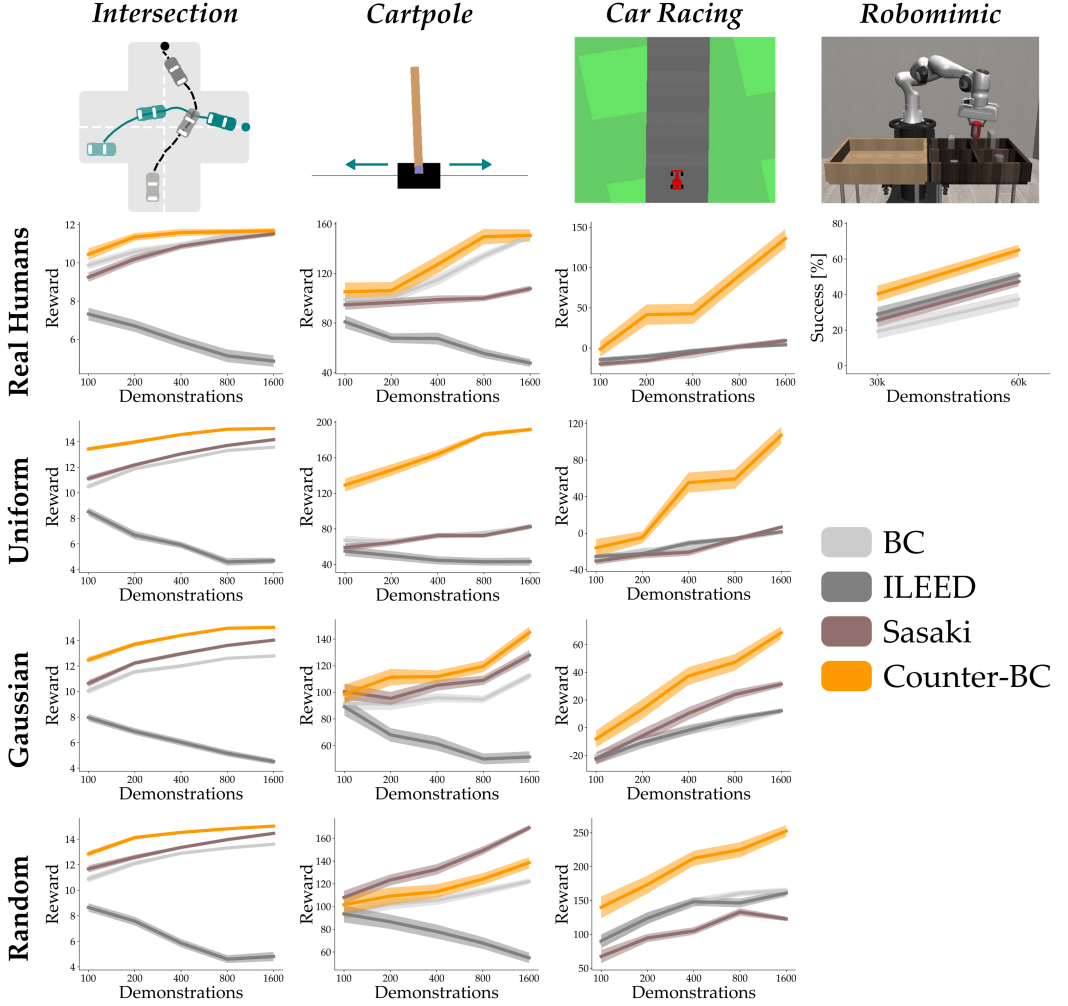 Intersection Cartpole Car Racing Robomimic
Real Humans
12
10
8
6
Reward
100 200 400 800 1600
Demonstrations
160
120
80
40
Reward
100 200 400 800 1600
Demonstrations
150
100
50
0
Reward
100 200 400 800 1600
Demonstrations
80
60
40
20
0
Success [%]
30k 60k
Demonstrations
Uniform
14
12
10
8
6
4
Reward
100 200 400 800 1600
Demonstrations
200
160
120
80
40
Reward
100 200 400 800 1600
Demonstrations
120
80
40
0
-40
Reward
100 200 400 800 1600
Demonstrations
BC
ILEED
Sasaki
Counter-BC
Gaussian
14
12
10
8
6
4
Reward
100 200 400 800 1600
Demonstrations
140
120
100
80
60
Reward
100 200 400 800 1600
Demonstrations
60
40
20
0
-20
Reward
100 200 400 800 1600
Demonstrations
Random
14
12
10
8
6
4
Reward
100 200 400 800 1600
Demonstrations
160
140
120
100
80
60
Reward
100 200 400 800 1600
Demonstrations
250
200
150
100
50
Reward
100 200 400 800 1600
Demonstrations